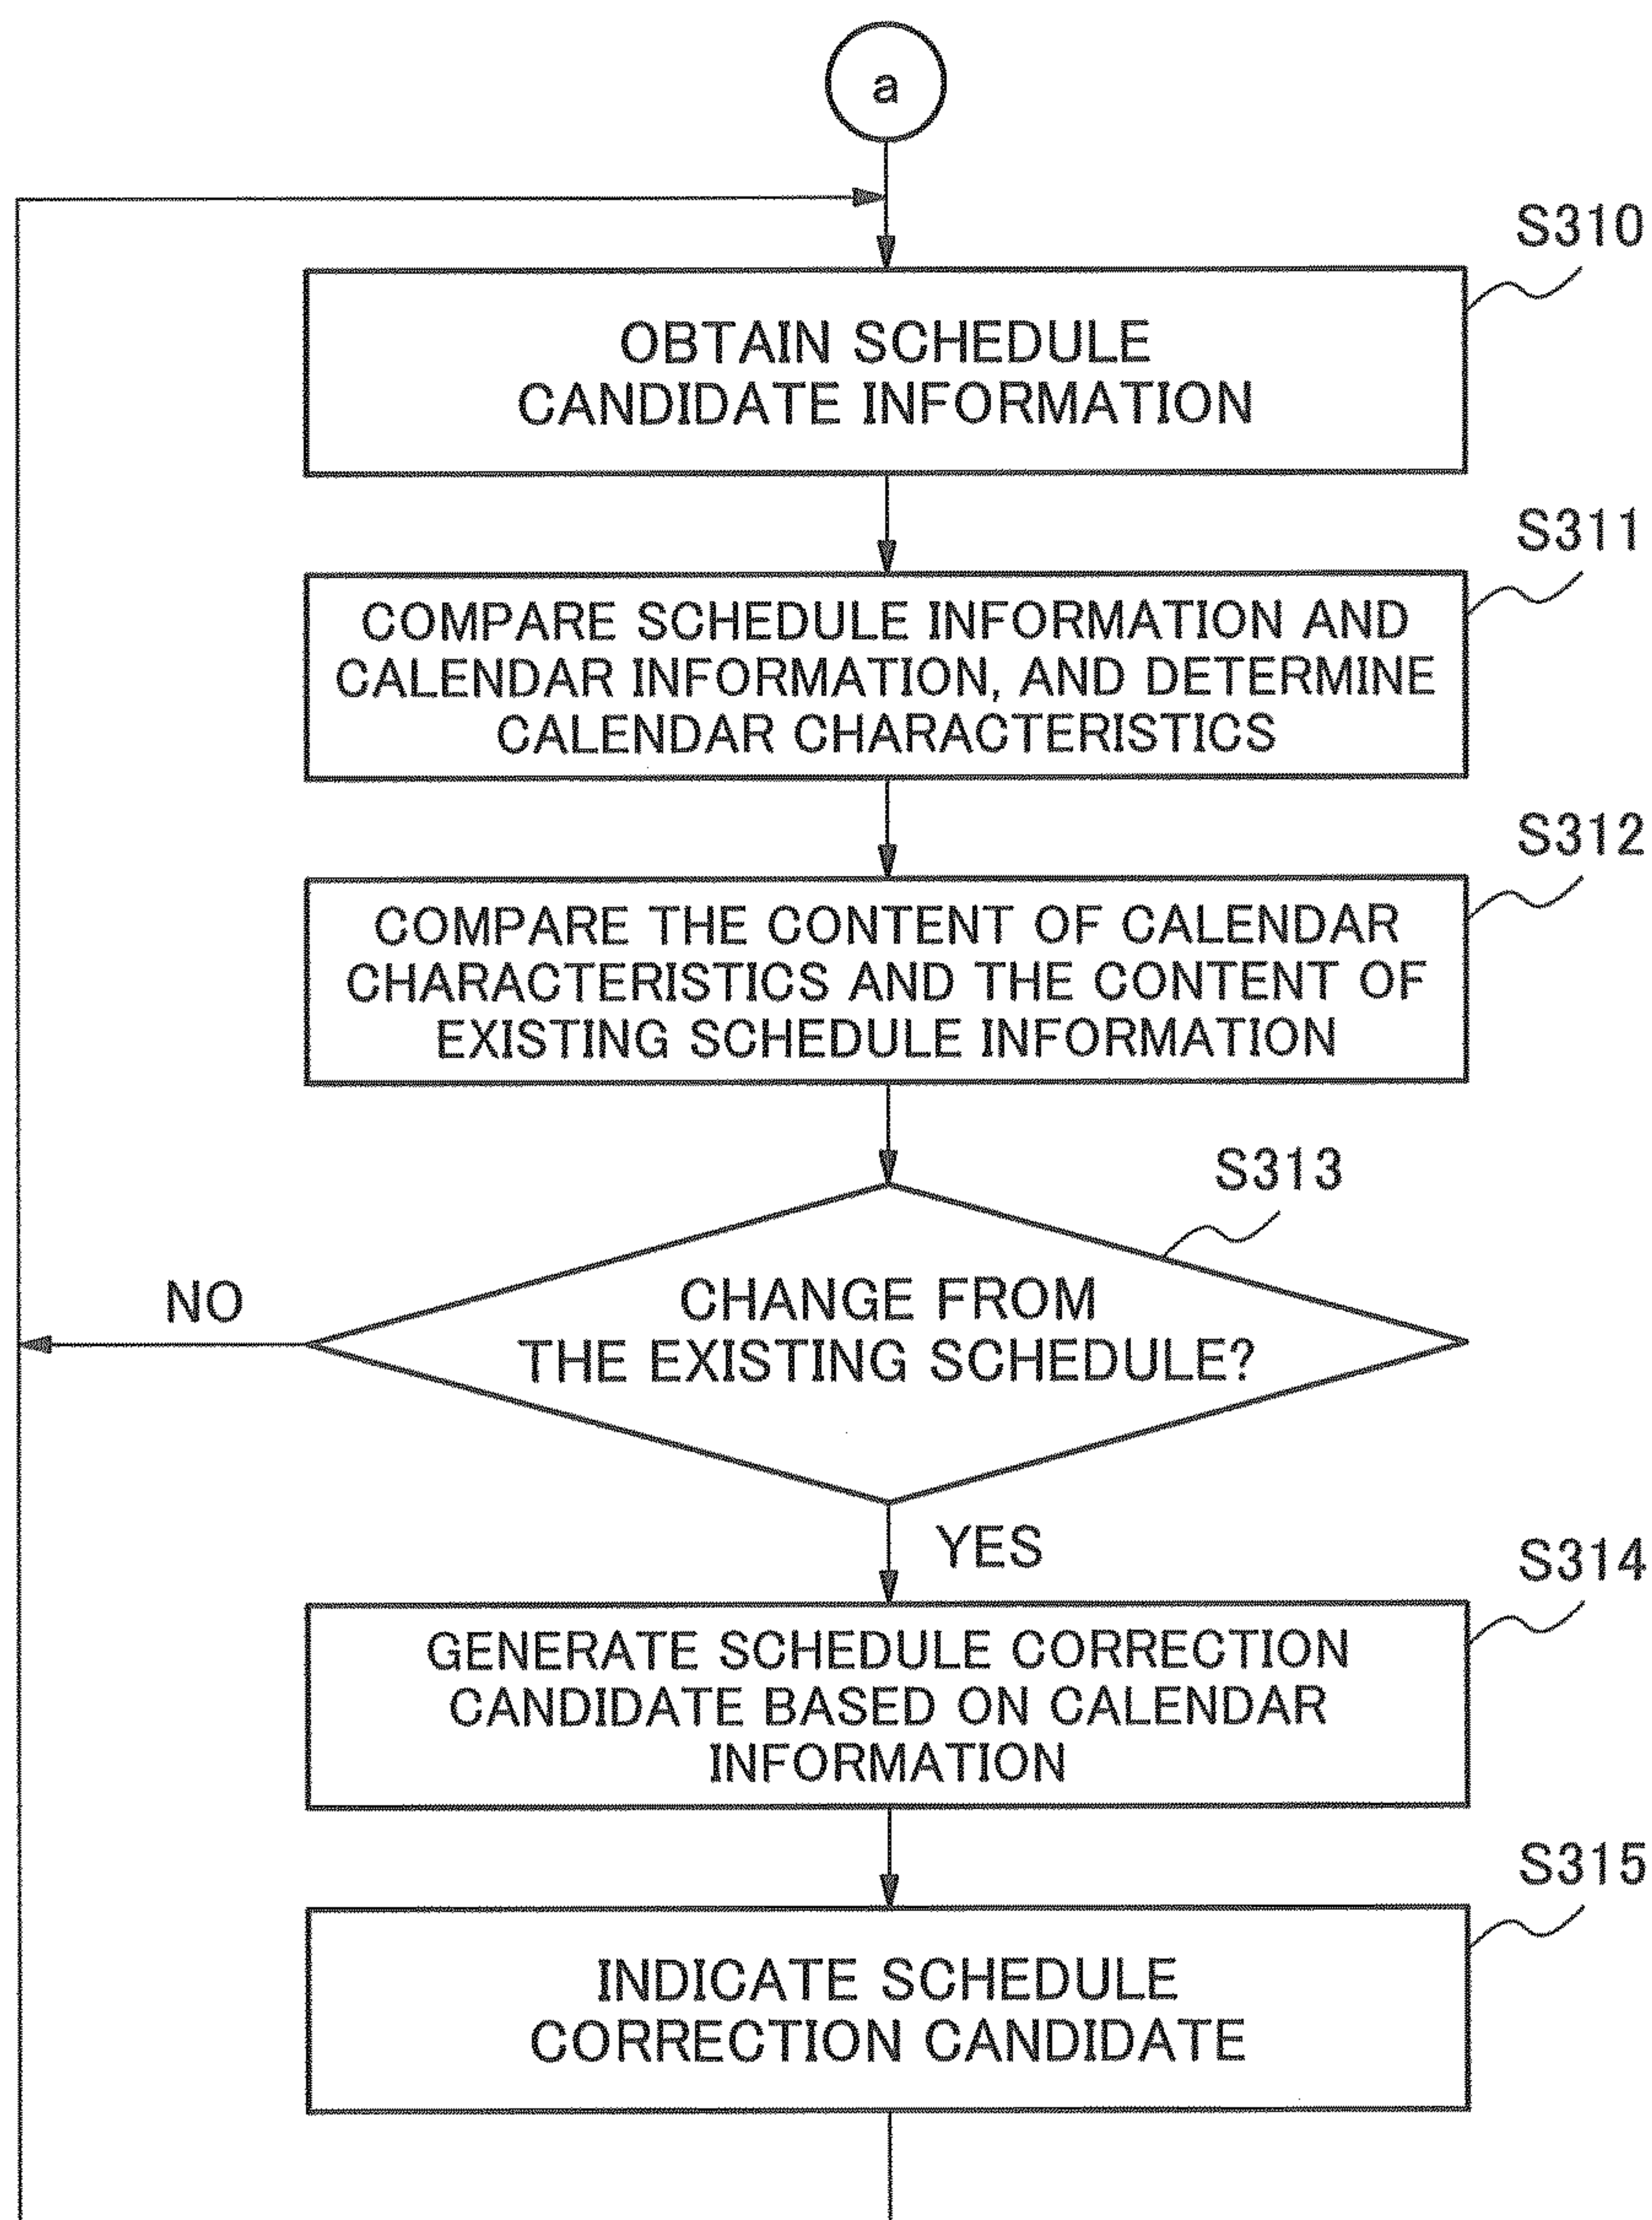 a
S310
OBTAIN SCHEDULE
CANDIDATE INFORMATION
S311
COMPARE SCHEDULE INFORMATION AND
CALENDAR INFORMATION, AND DETERMINE
CALENDAR CHARACTERISTICS
S312
COMPARE THE CONTENT OF CALENDAR
CHARACTERISTICS AND THE CONTENT OF
EXISTING SCHEDULE INFORMATION
S313
CHANGE FROM
THE EXISTING SCHEDULE?
NO
YES
S314
GENERATE SCHEDULE CORRECTION
CANDIDATE BASED ON CALENDAR
INFORMATION
S315
INDICATE SCHEDULE
CORRECTION CANDIDATE